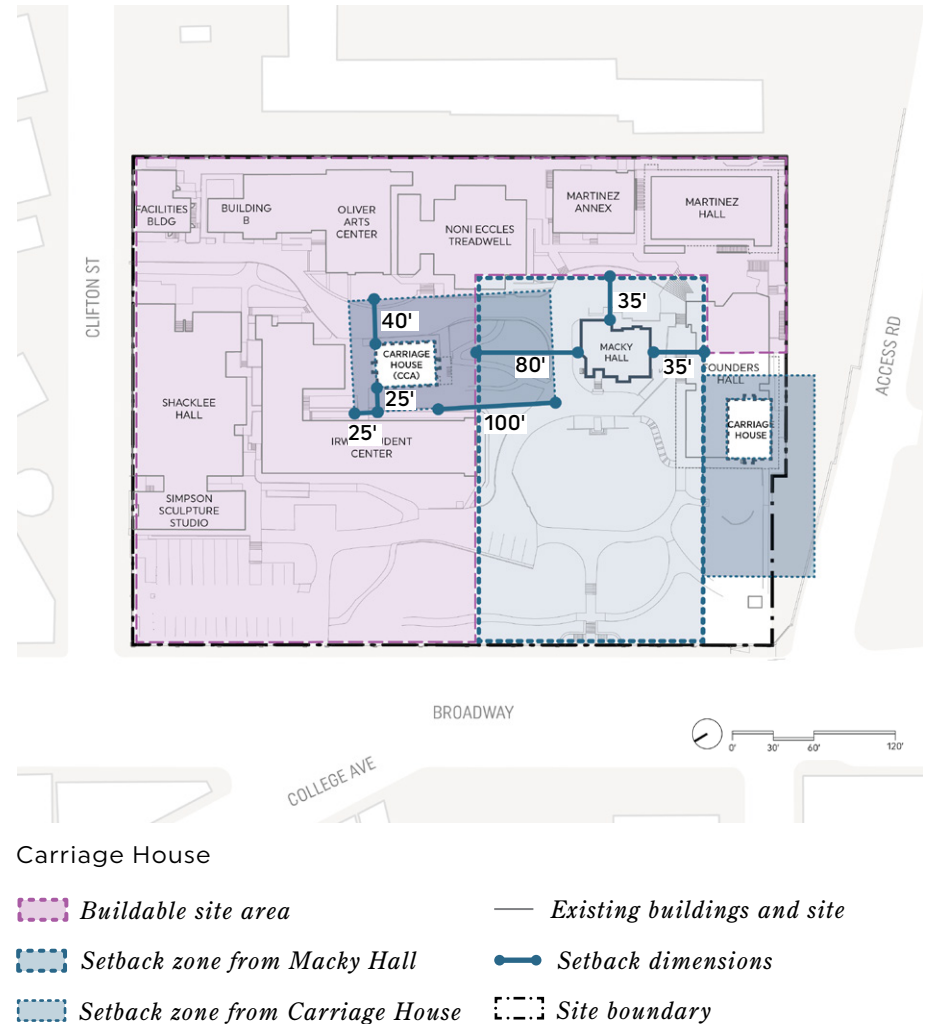 FACILITIES
BLDG
BUILDING
B
OLIVER
ARTS
CENTER
NONI ECCLES
TREADWELL
MARTINEZ
ANNEX
MARTINEZ
HALL
CLIFTON ST
ACCESS RD
40'
35'
CARRIAGE
HOUSE
(CCA)
MACKY
HALL
80'
35'
OUNDERS
HALL
25'
SHACKLEE
HALL
100'
25'
CARRIAGE
HOUSE
IRW
DENT
CENTER
SIMPSON
SCULPTURE
STUDIO
BROADWAY
0' 30' 60' 120'
COLLEGE AVE
Carriage House
Buildable site area
Setback zone from Macky Hall
Setback zone from Carriage House
Existing buildings and site
Setback dimensions
Site boundary